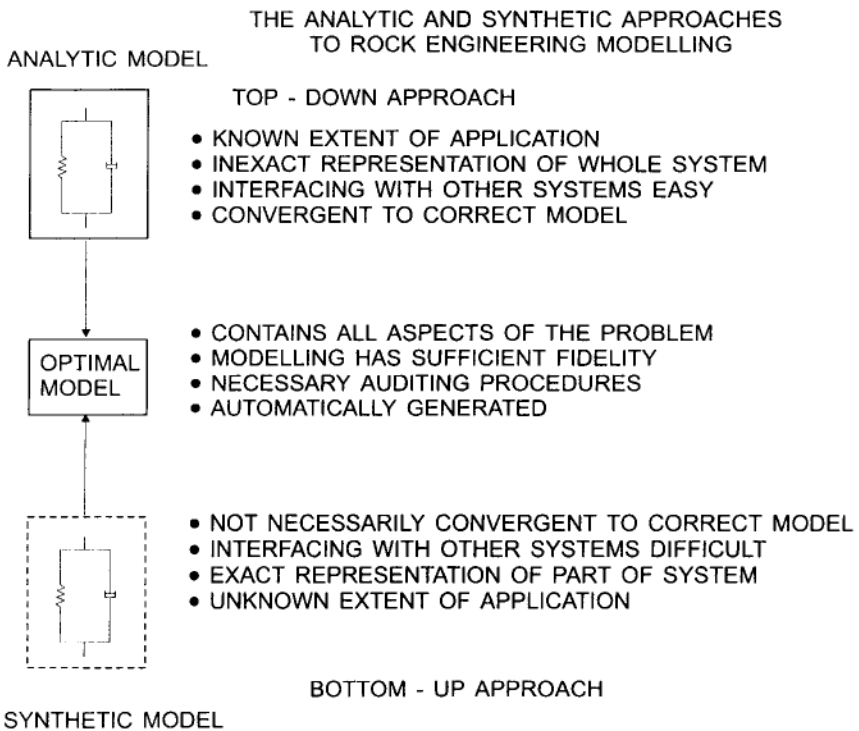 THE ANALYTIC AND SYNTHETIC APPROACHES
TO ROCK ENGINEERING MODELLING
ANALYTIC MODEL
TOP - DOWN APPROACH
• KNOWN EXTENT OF APPLICATION
• INEXACT REPRESENTATION OF WHOLE SYSTEM
• INTERFACING WITH OTHER SYSTEMS EASY
• CONVERGENT TO CORRECT MODEL
OPTIMAL
MODEL
• CONTAINS ALL ASPECTS OF THE PROBLEM
• MODELLING HAS SUFFICIENT FIDELITY
• NECESSARY AUDITING PROCEDURES
• AUTOMATICALLY GENERATED
• NOT NECESSARILY CONVERGENT TO CORRECT MODEL
• INTERFACING WITH OTHER SYSTEMS DIFFICULT
• EXACT REPRESENTATION OF PART OF SYSTEM
• UNKNOWN EXTENT OF APPLICATION
BOTTOM - UP APPROACH
SYNTHETIC MODEL